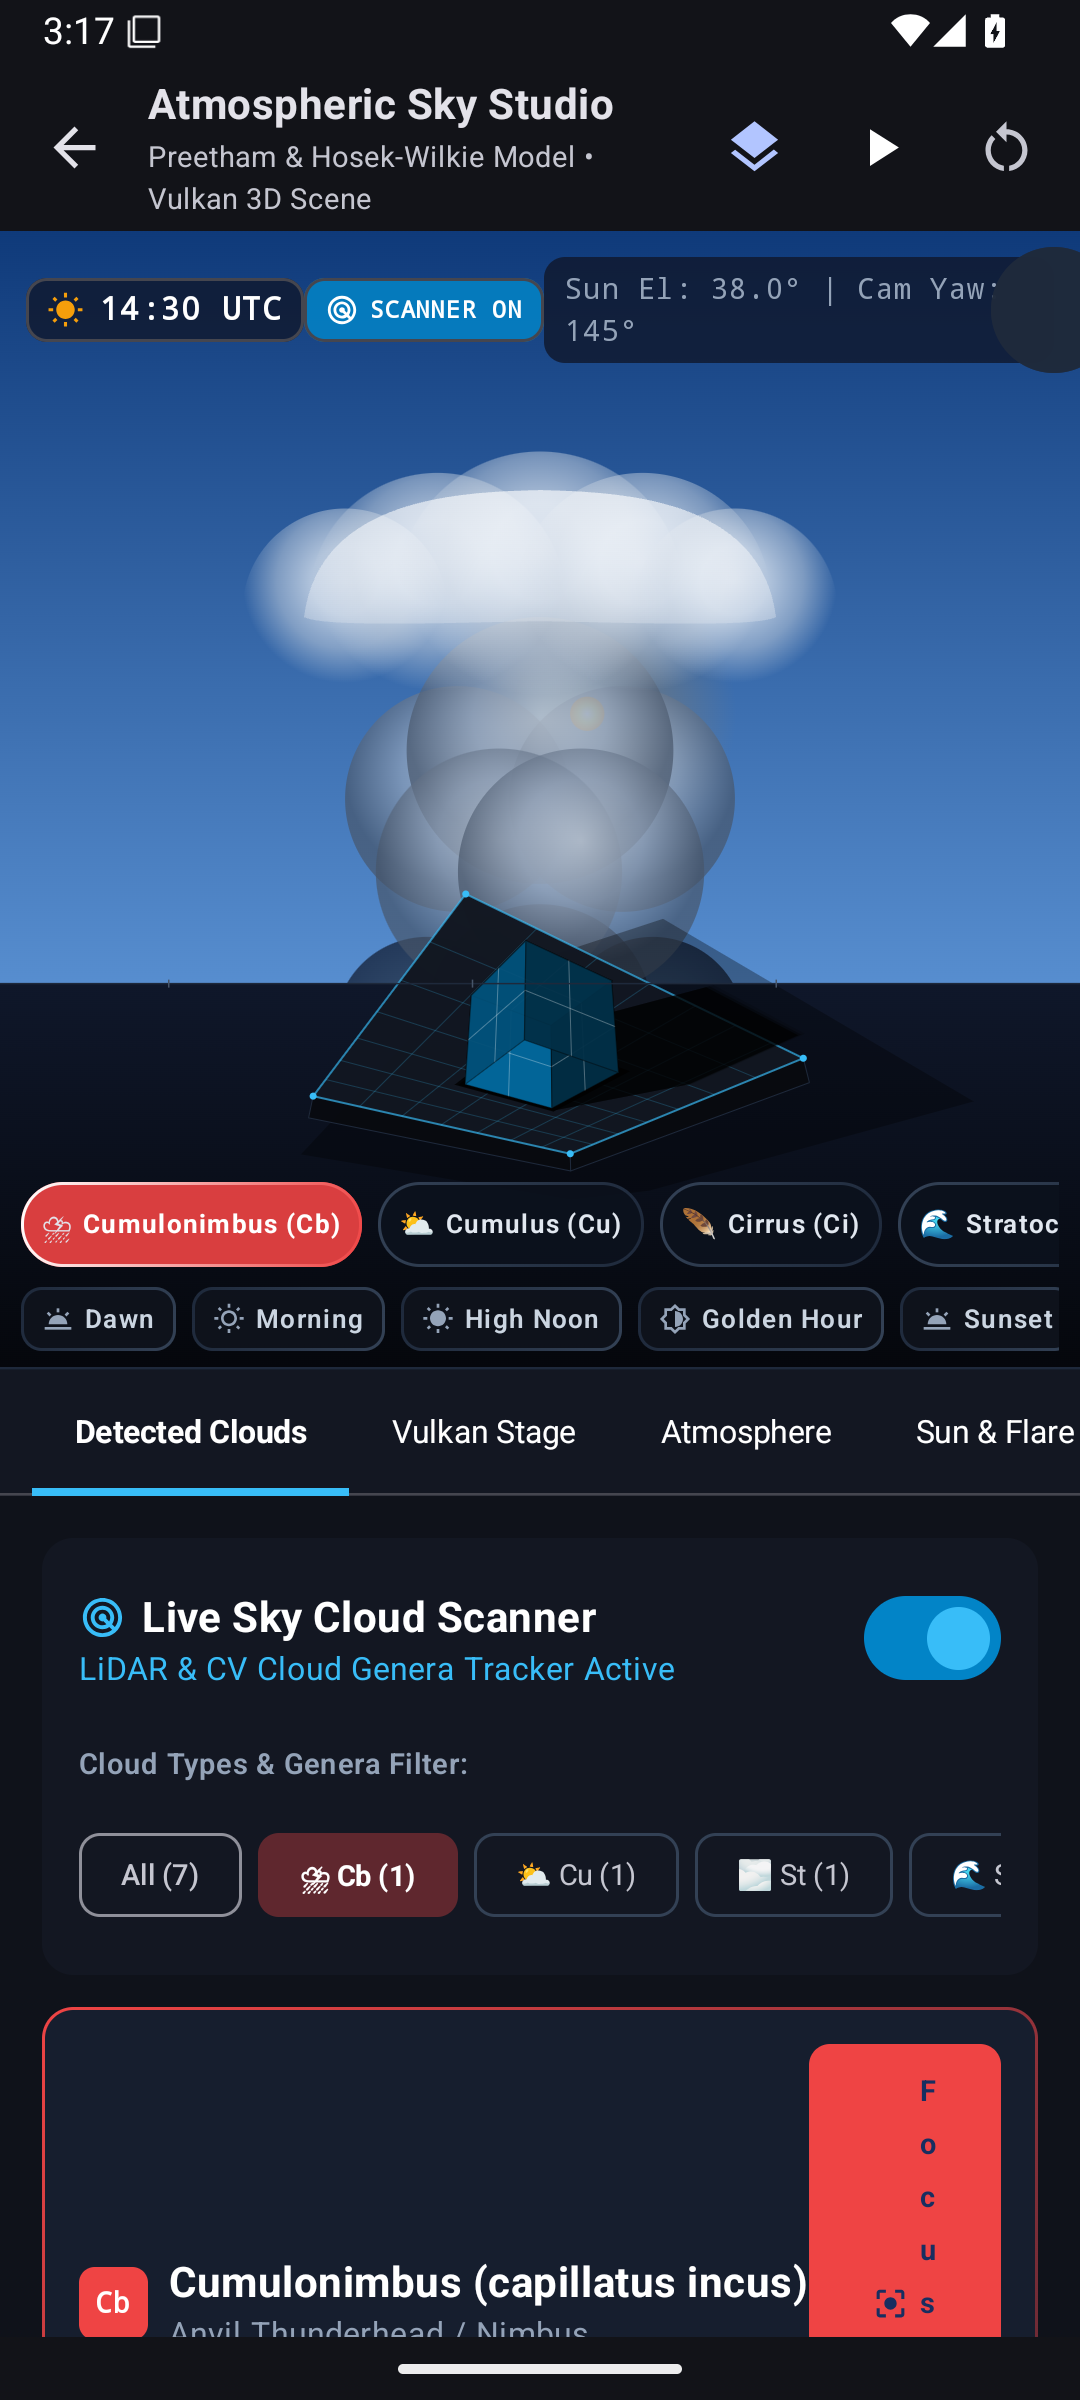 3:17
Atmospheric Sky Studio
Preetham & Hosek-Wilkie Model •
Vulkan 3D Scene
14:30 UTC
SCANNER ON
Sun El: 38.0° | Cam Yaw:
145°
Cumulonimbus (Cb)
Cumulus (Cu)
Cirrus (Ci)
Stratoc
Dawn
Morning
High Noon
Golden Hour
Sunset
Detected Clouds
Vulkan Stage
Atmosphere
Sun & Flare
Live Sky Cloud Scanner
LiDAR & CV Cloud Genera Tracker Active
Cloud Types & Genera Filter:
All (7)
Cb (1)
Cu (1)
St (1)
Cb
Cumulonimbus (capillatus incus)
Anvil Thunderhead / Nimbus
F
o
c
u
s